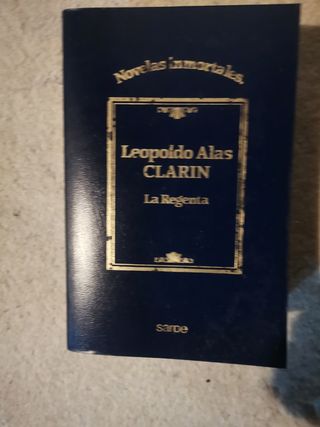 Novelas Inmortales.
Leopoldo Alas
CLARIN
La Regenta
sarpe